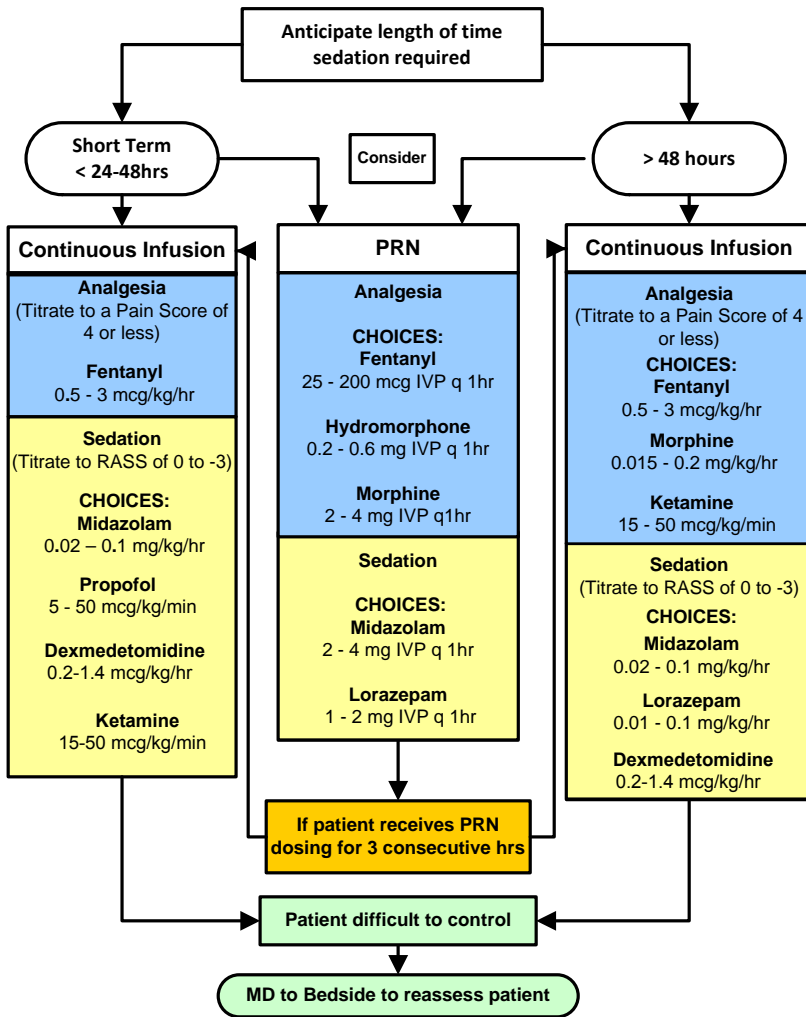 Anticipate length of time
sedation required
Short Term
< 24-48hrs
Consider
> 48 hours
Continuous Infusion
Analgesia
(Titrate to a Pain Score of
4 or less)
Fentanyl
0.5 - 3 mcg/kg/hr
Sedation
(Titrate to RASS of 0 to -3)
CHOICES:
Midazolam
0.02 – 0.1 mg/kg/hr
Propofol
5 - 50 mcg/kg/min
Dexmedetomidine
0.2-1.4 mcg/kg/hr
Ketamine
15-50 mcg/kg/min
PRN
Analgesia
CHOICES:
Fentanyl
25 - 200 mcg IVP q 1hr
Hydromorphone
0.2 - 0.6 mg IVP q 1hr
Morphine
2 - 4 mg IVP q1hr
Sedation
CHOICES:
Midazolam
2 - 4 mg IVP q 1hr
Lorazepam
1 - 2 mg IVP q 1hr
Continuous Infusion
Analgesia
(Titrate to a Pain Score of 4
or less)
CHOICES:
Fentanyl
0.5 - 3 mcg/kg/hr
Morphine
0.015 - 0.2 mg/kg/hr
Ketamine
15 - 50 mcg/kg/min
Sedation
(Titrate to RASS of 0 to -3)
CHOICES:
Midazolam
0.02 - 0.1 mg/kg/hr
Lorazepam
0.01 - 0.1 mg/kg/hr
Dexmedetomidine
0.2-1.4 mcg/kg/hr
If patient receives PRN
dosing for 3 consecutive hrs
Patient difficult to control
MD to Bedside to reassess patient